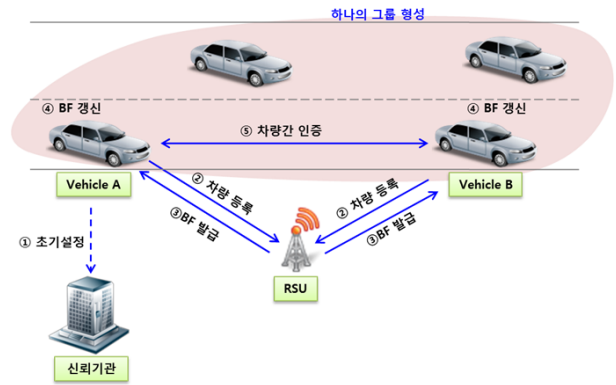 하나의 그룹 형성
④ BF 갱신
④ BF 갱신
⑤ 차량간 인증
Vehicle A
Vehicle B
② 차량 등록
③BF 발급
② 차량 등록
③BF 발급
① 초기설정
RSU
신뢰기관